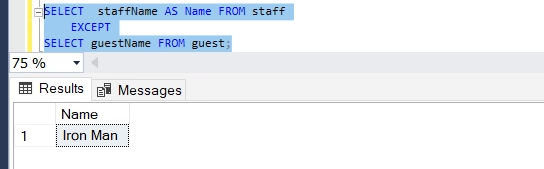 SELECT staffName AS Name FROM staff
EXCEPT
SELECT guestName FROM guest;
75 %
Results Messages
Name
1 Iron Man